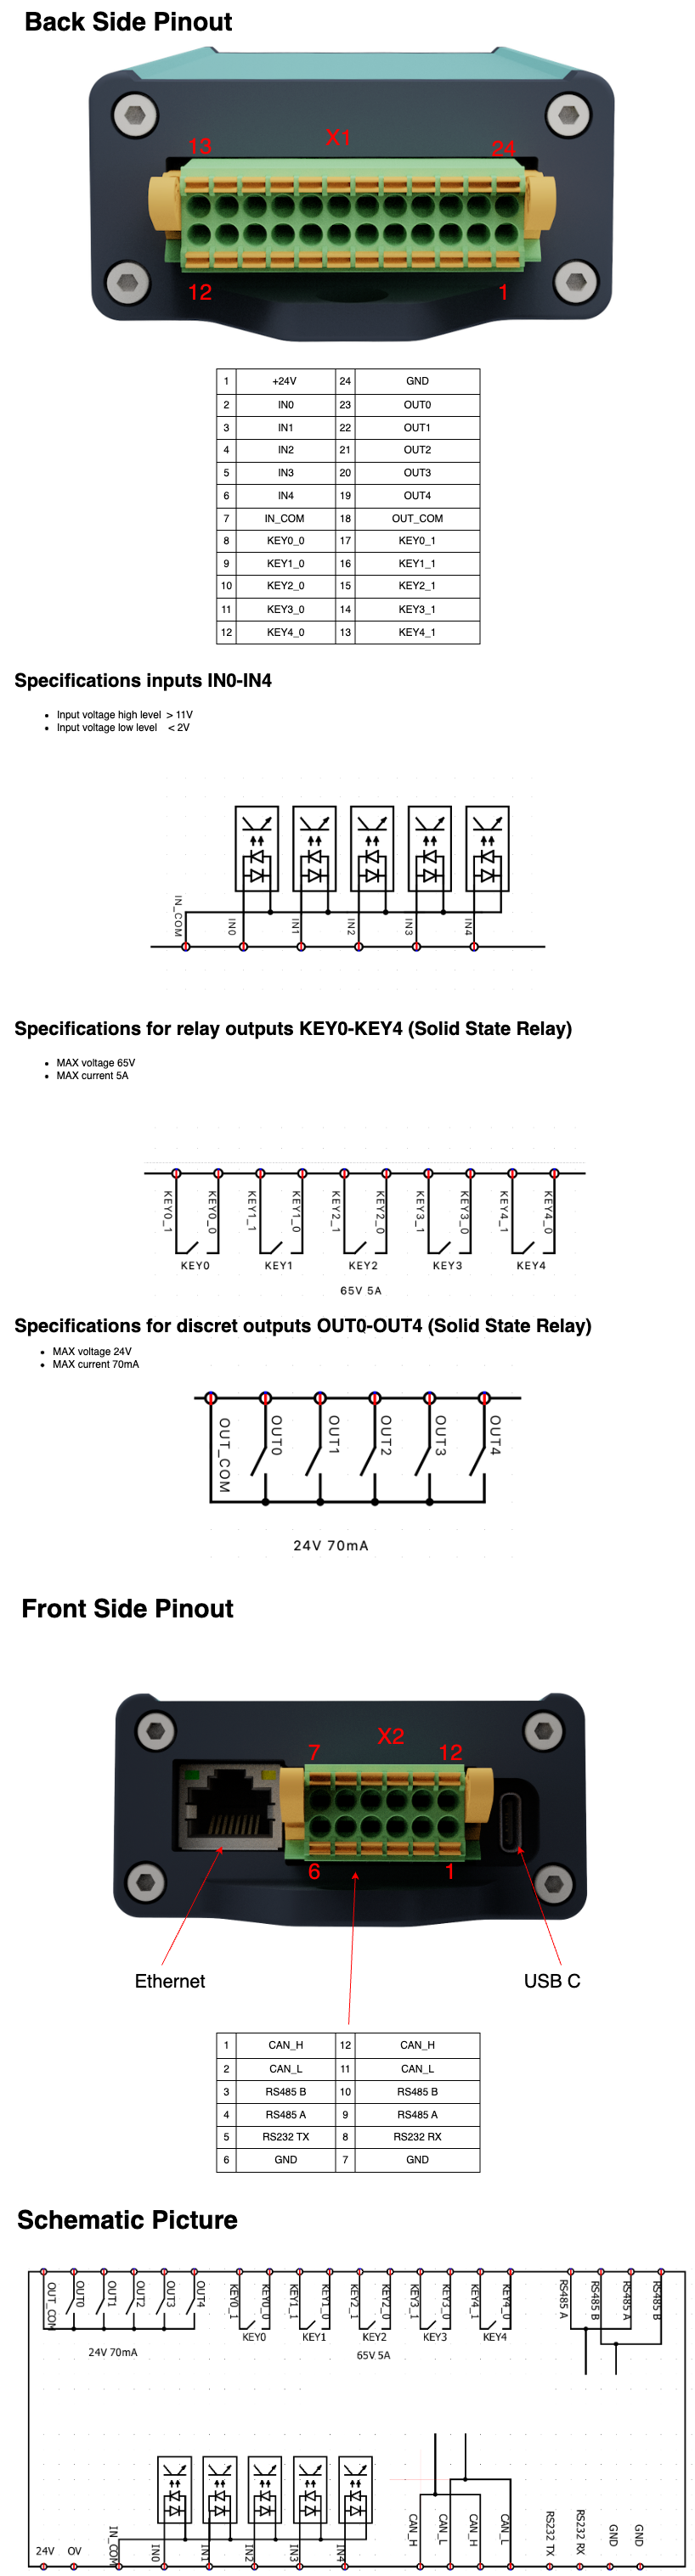 Back Side Pinout
13 X1 24
12 1
1 +24V 24 GND
2 IN0 23 OUT0
3 IN1 22 OUT1
4 IN2 21 OUT2
5 IN3 20 OUT3
6 IN4 19 OUT4
7 IN_COM 18 OUT_COM
8 KEY0_0 17 KEY0_1
9 KEY1_0 16 KEY1_1
10 KEY2_0 15 KEY2_1
11 KEY3_0 14 KEY3_1
12 KEY4_0 13 KEY4_1
Specifications inputs IN0-IN4
• Input voltage high level > 11V
• Input voltage low level < 2V
IN_COM IN0 IN1 IN2 IN3 IN4
Specifications for relay outputs KEY0-KEY4 (Solid State Relay)
• MAX voltage 65V
• MAX current 5A
KEY0_1 KEY0_0 KEY1_1 KEY1_0 KEY2_1 KEY2_0 KEY3_1 KEY3_0 KEY4_1 KEY4_0
KEY0 KEY1 KEY2 KEY3 KEY4
65V 5A
Specifications for discret outputs OUT0-OUT4 (Solid State Relay)
• MAX voltage 24V
• MAX current 70mA
OUT_COM OUT0 OUT1 OUT2 OUT3 OUT4
24V 70mA
Front Side Pinout
7 X2 12
6 1
Ethernet USB C
1 CAN_H 12 CAN_H
2 CAN_L 11 CAN_L
3 RS485 B 10 RS485 B
4 RS485 A 9 RS485 A
5 RS232 TX 8 RS232 RX
6 GND 7 GND
Schematic Picture
OUT_COM OUT0 OUT1 OUT2 OUT3 OUT4 KEY0_1 KEY0_0 KEY1_1 KEY1_0 KEY2_1 KEY2_0 KEY3_1 KEY3_0 KEY4_1 KEY4_0 RS485 A RS485 B RS485 A RS485 B
KEY0 KEY1 KEY2 KEY3 KEY4
24V 70mA 65V 5A
24V OV IN_COM IN0 IN1 IN2 IN3 IN4 CAN_H CAN_L CAN_H CAN_L RS232 TX RS232 RX GND GND